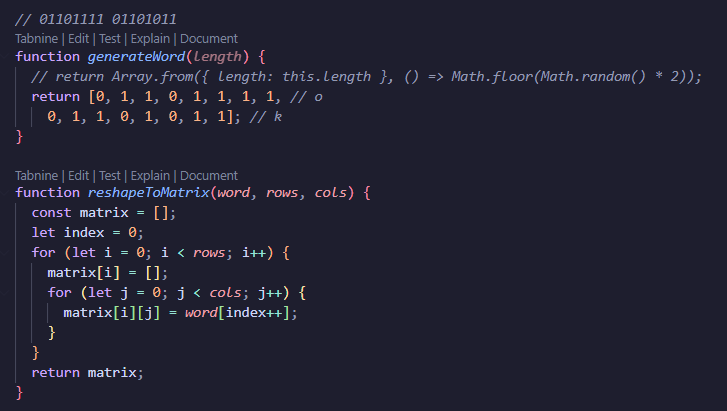 // 01101111 01101011
Tabnine | Edit | Test | Explain | Document
function generateWord(length) {
// return Array.from({ length: this.length }, () => Math.floor(Math.random() * 2));
return [0, 1, 1, 0, 1, 1, 1, 1, // o
0, 1, 1, 0, 1, 0, 1, 1]; // k
}
Tabnine | Edit | Test | Explain | Document
function reshapeToMatrix(word, rows, cols) {
const matrix = [];
let index = 0;
for (let i = 0; i < rows; i++) {
matrix[i] = [];
for (let j = 0; j < cols; j++) {
matrix[i][j] = word[index++];
}
}
return matrix;
}